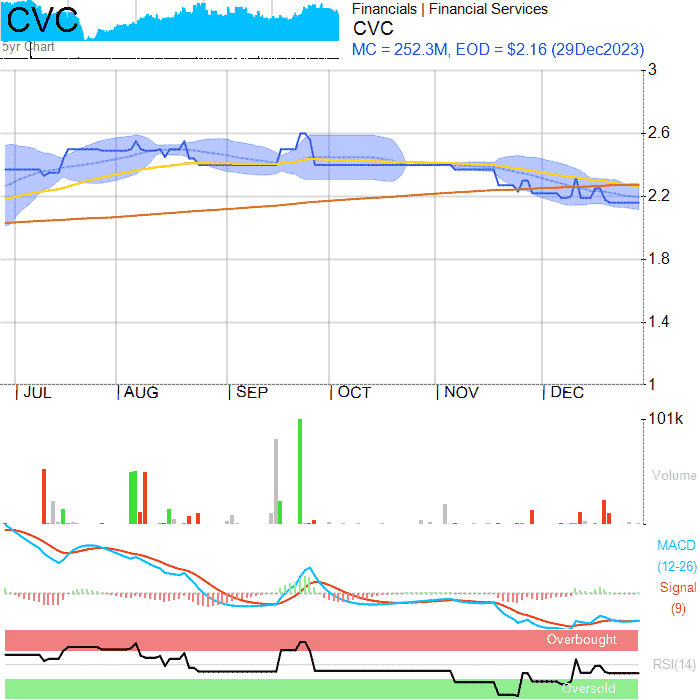 CVC
5yr Chart
Financials | Financial Services
CVC
MC = 252.3M, EOD = $2.16 (29Dec2023)
3
2.6
2.2
1.8
1.4
1
JUL AUG SEP OCT NOV DEC
101k
Volume
MACD
(12-26)
Signal
(9)
Overbought
RSI(14)
Oversold